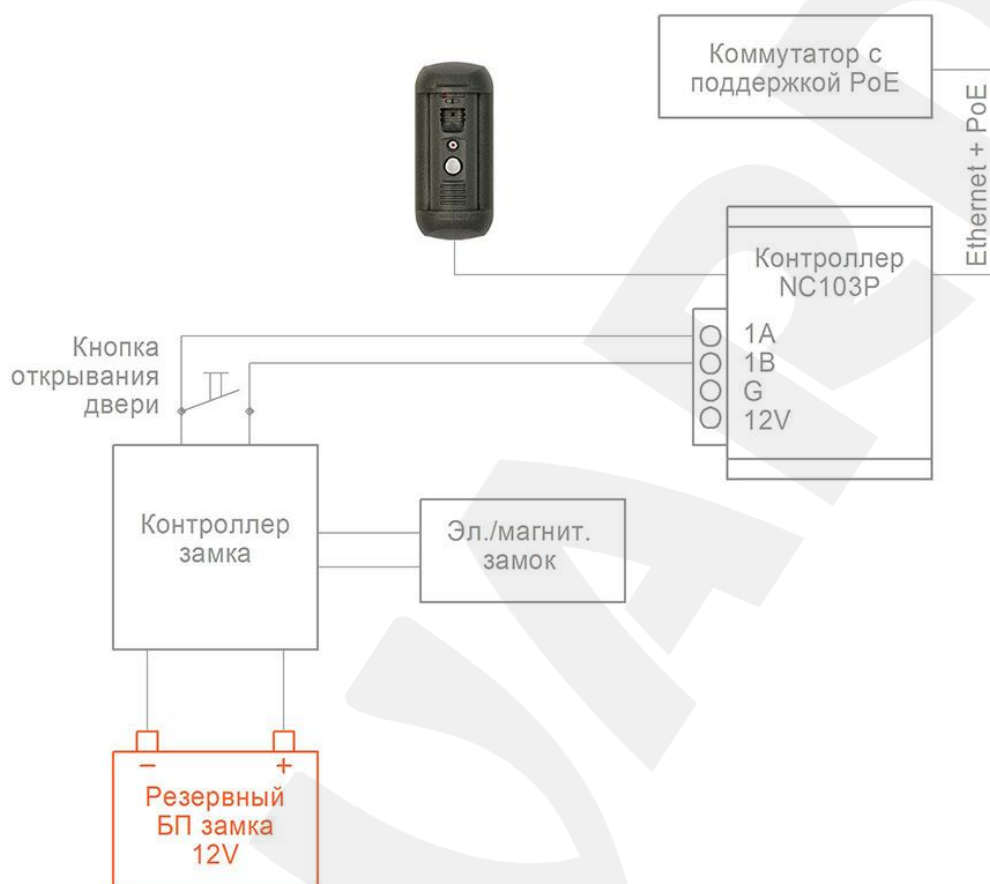 Коммутатор с
поддержкой PoE
Ethernet + PoE
Контроллер
NC103P
1A
1B
G
12V
Кнопка
открывания
двери
Контроллер
замка
Эл./магнит.
замок
− +
Резервный
БП замка
12V